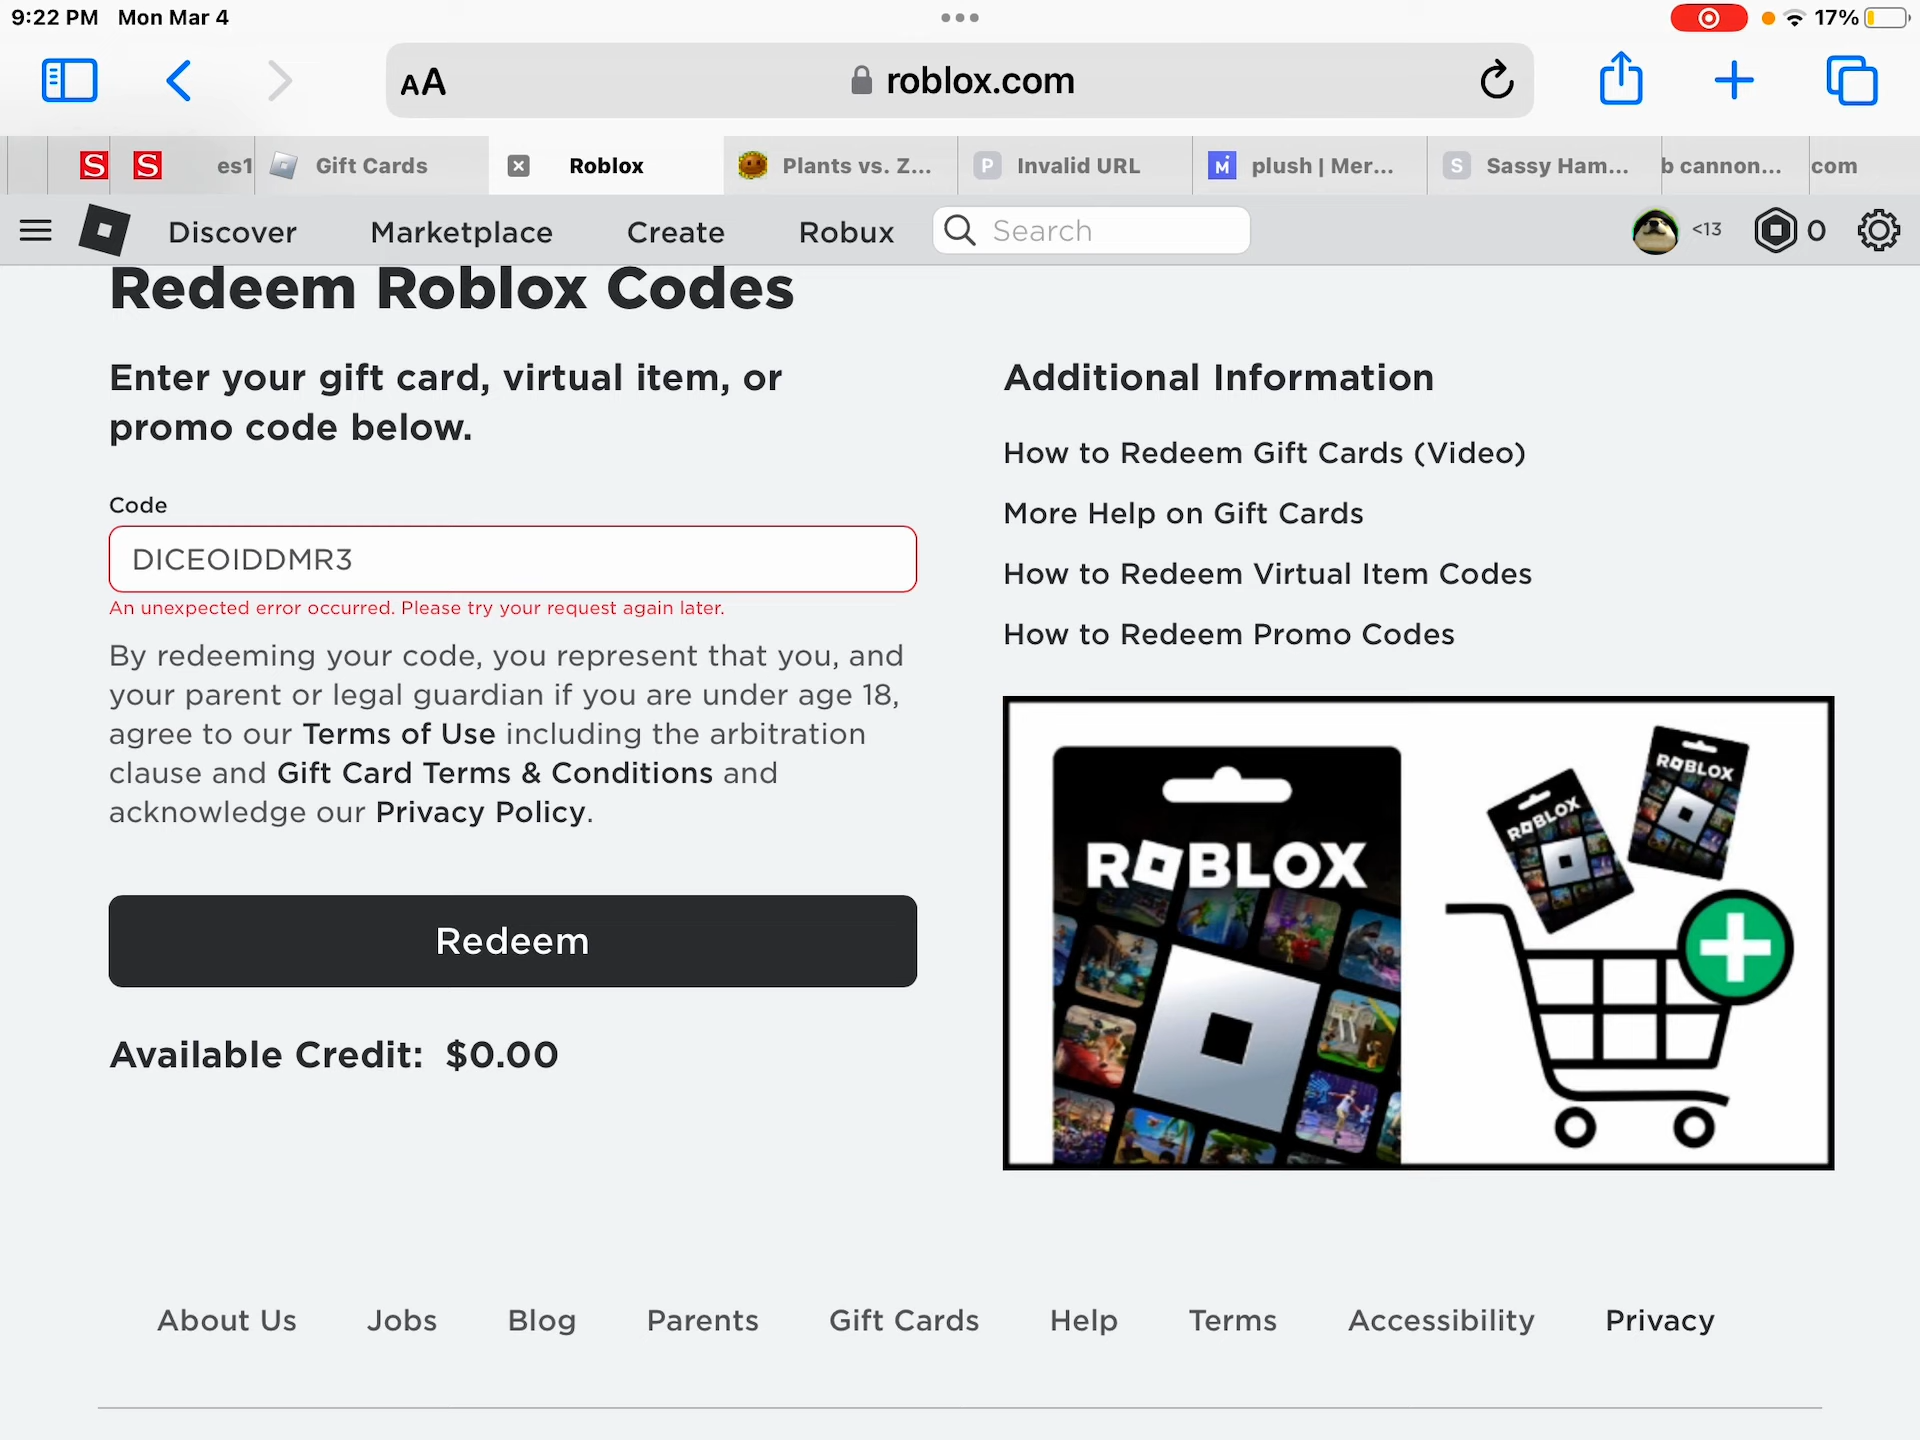 9:22 PM Mon Mar 4
17%
AA
roblox.com
S
S
es1
Gift Cards
Roblox
Plants vs. Z...
P
Invalid URL
plush | Mer...
S
Sassy Ham...
b cannon...
com
Discover
Marketplace
Create
Robux
Search
<13
0
Redeem Roblox Codes
Enter your gift card, virtual item, or
promo code below.
Code
DICEOIDDMR3
An unexpected error occurred. Please try your request again later.
By redeeming your code, you represent that you, and
your parent or legal guardian if you are under age 18,
agree to our Terms of Use including the arbitration
clause and Gift Card Terms & Conditions and
acknowledge our Privacy Policy.
Redeem
Available Credit: $0.00
Additional Information
How to Redeem Gift Cards (Video)
More Help on Gift Cards
How to Redeem Virtual Item Codes
How to Redeem Promo Codes
ROBLOX
ROBLOX
ROBLOX
About Us
Jobs
Blog
Parents
Gift Cards
Help
Terms
Accessibility
Privacy